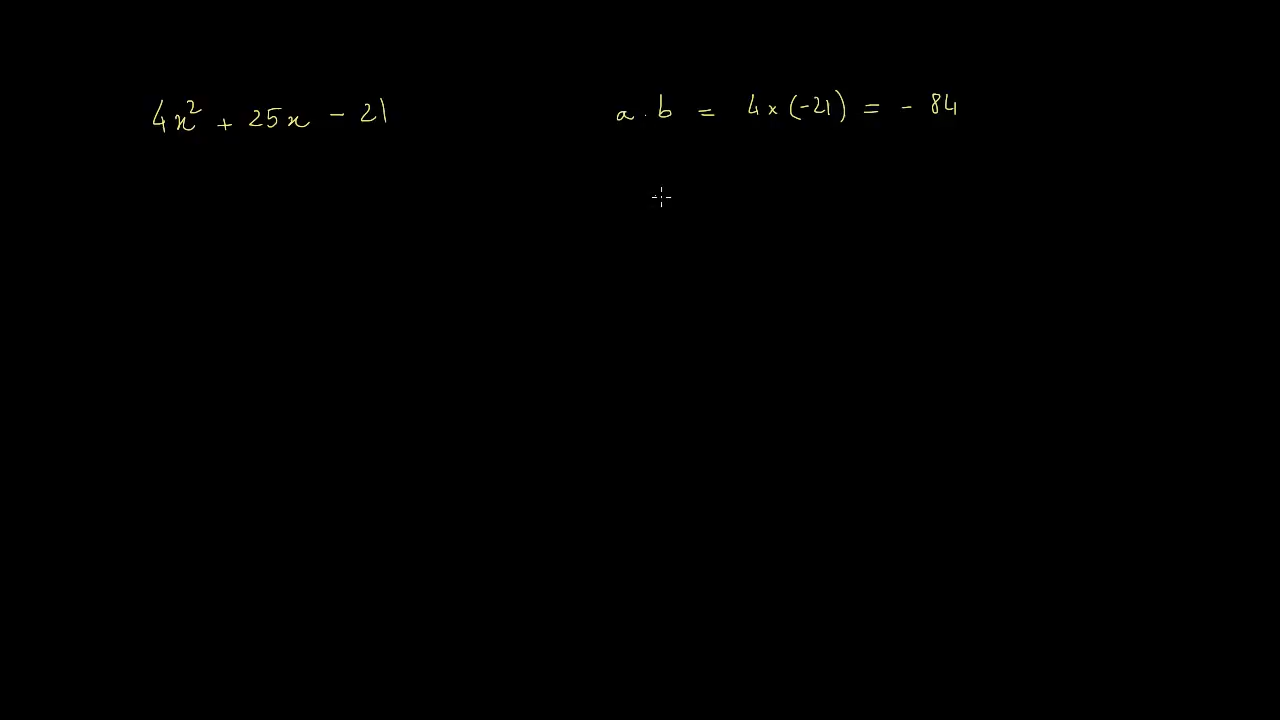 4x² + 25x - 21
a . b = 4 × (-21) = - 84